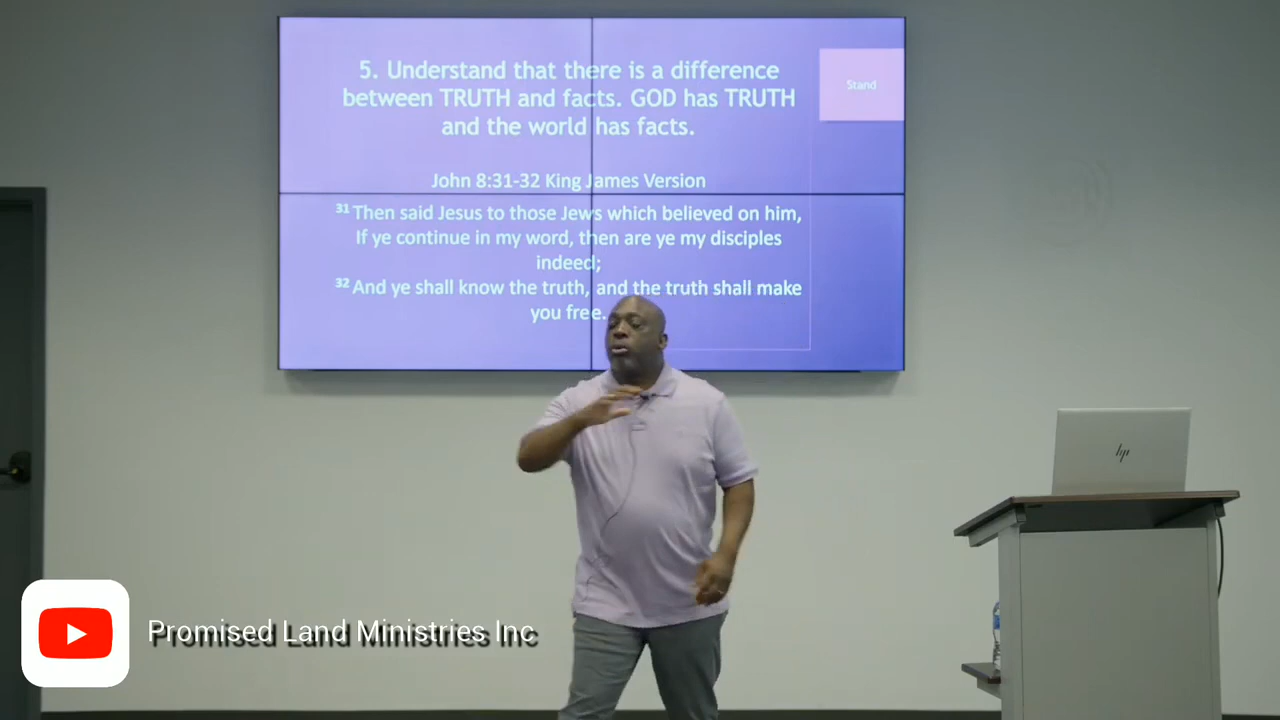 5. Understand that there is a difference
between TRUTH and facts. GOD has TRUTH
and the world has facts.
Stand
John 8:31-32 King James Version
31 Then said Jesus to those Jews which believed on him,
If ye continue in my word, then are ye my disciples
indeed;
32 And ye shall know the truth, and the truth shall make
you free.
hp
Promised Land Ministries Inc